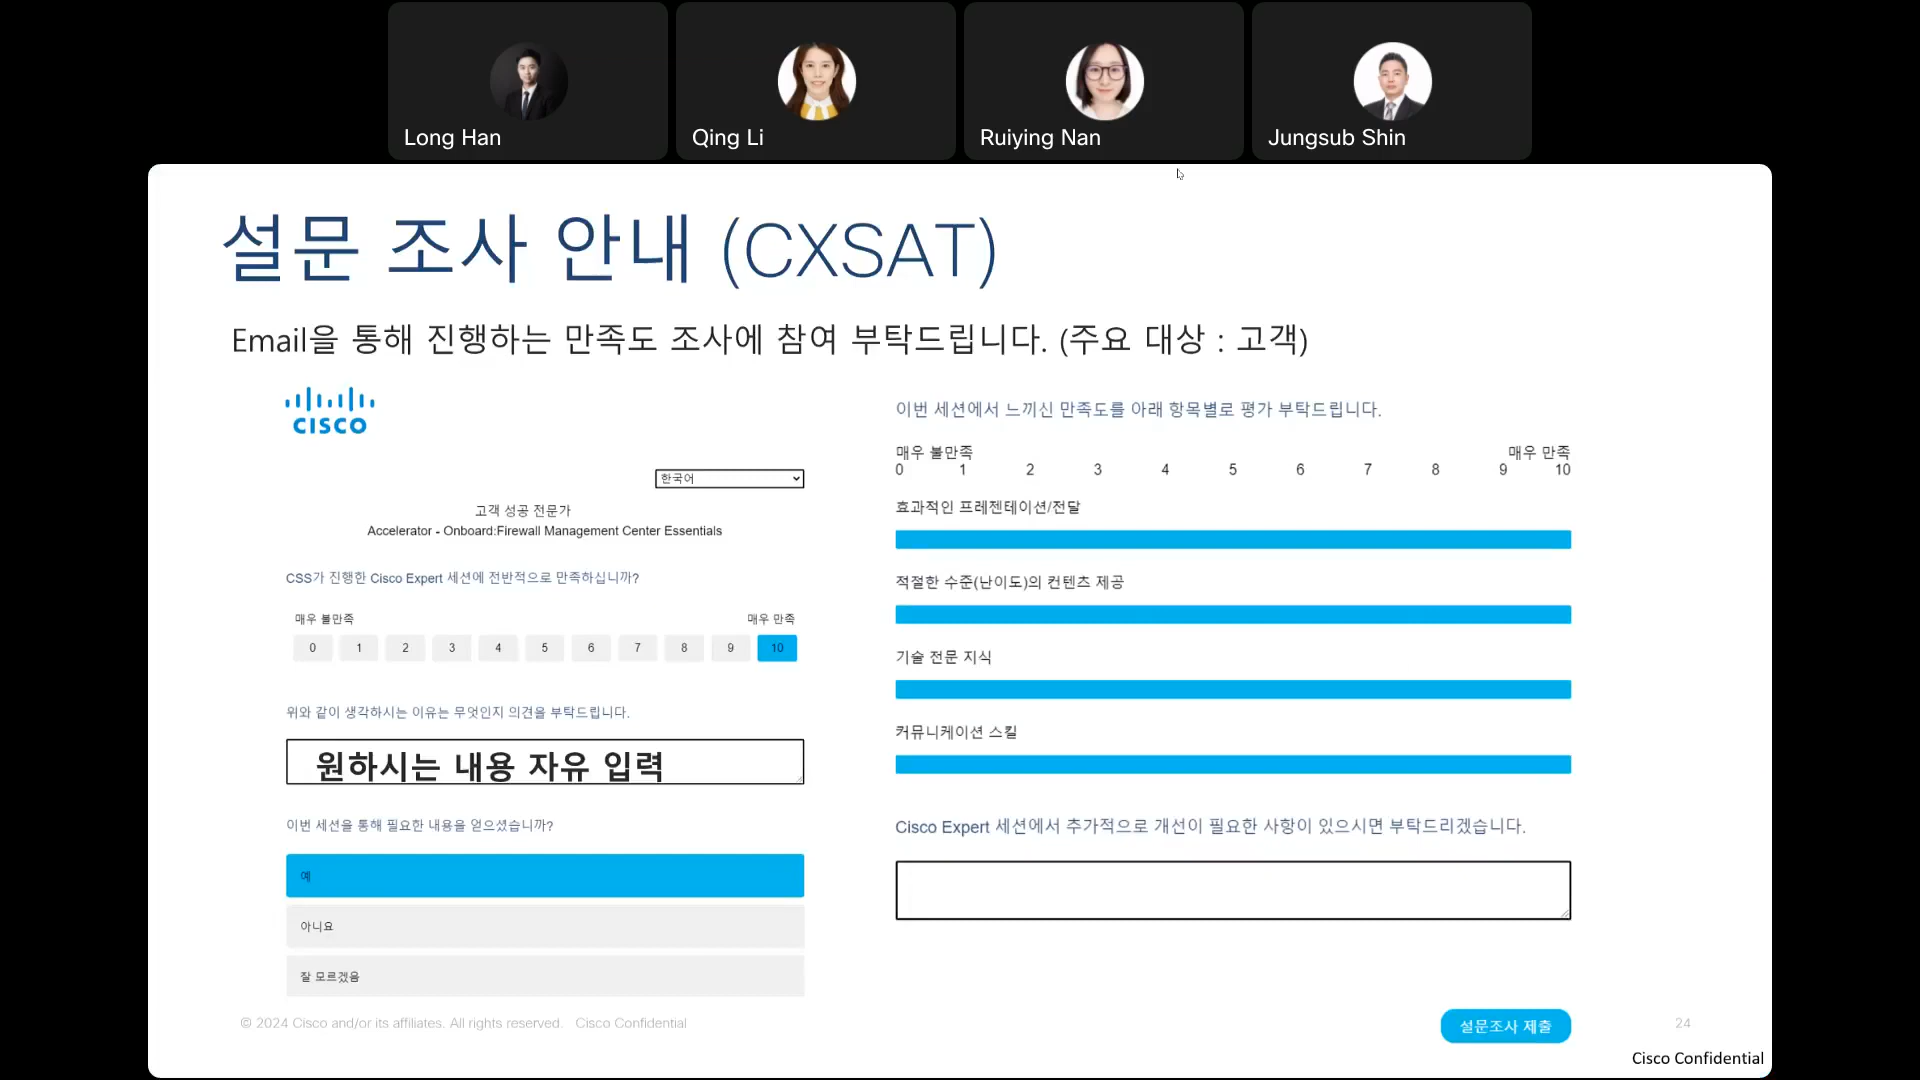 Long Han
Qing Li
Ruiying Nan
Jungsub Shin
설문 조사 안내 (CXSAT)
Email을 통해 진행하는 만족도 조사에 참여 부탁드립니다. (주요 대상 : 고객)
CISCO
한국어
고객 성공 전문가
Accelerator - Onboard:Firewall Management Center Essentials
CSS가 진행한 Cisco Expert 세션에 전반적으로 만족하십니까?
매우 불만족 매우 만족
0 1 2 3 4 5 6 7 8 9 10
위와 같이 생각하시는 이유는 무엇인지 의견을 부탁드립니다.
원하시는 내용 자유 입력
이번 세션을 통해 필요한 내용을 얻으셨습니까?
예
아니요
잘 모르겠음
이번 세션에서 느끼신 만족도를 아래 항목별로 평가 부탁드립니다.
매우 불만족 매우 만족
0 1 2 3 4 5 6 7 8 9 10
효과적인 프레젠테이션/전달
적절한 수준(난이도)의 컨텐츠 제공
기술 전문 지식
커뮤니케이션 스킬
Cisco Expert 세션에서 추가적으로 개선이 필요한 사항이 있으시면 부탁드리겠습니다.
설문조사 제출
© 2024 Cisco and/or its affiliates. All rights reserved. Cisco Confidential
24
Cisco Confidential